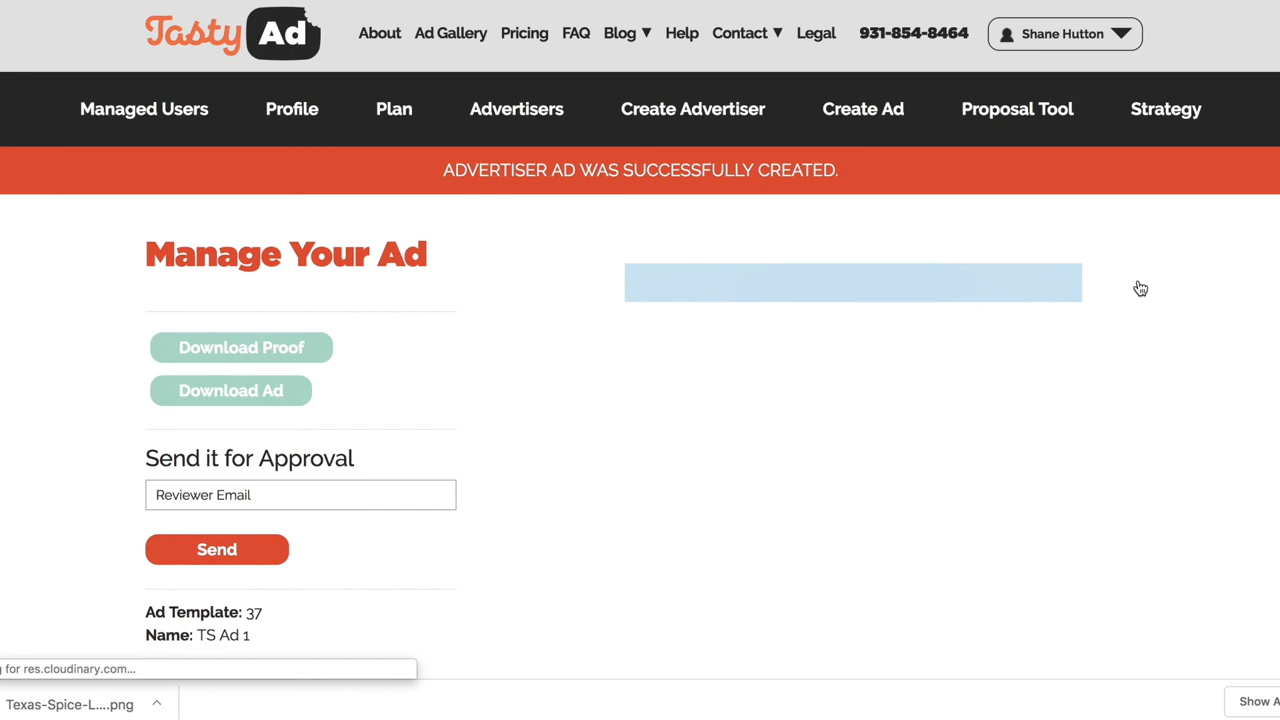 Tasty Ad
About Ad Gallery Pricing FAQ Blog ▼ Help Contact ▼ Legal 931-854-8464 Shane Hutton
Managed Users Profile Plan Advertisers Create Advertiser Create Ad Proposal Tool Strategy
ADVERTISER AD WAS SUCCESSFULLY CREATED.
Manage Your Ad
Download Proof
Download Ad
Send it for Approval
Reviewer Email
Send
Ad Template: 37
Name: TS Ad 1
g for res.cloudinary.com...
Texas-Spice-L....png
Show A